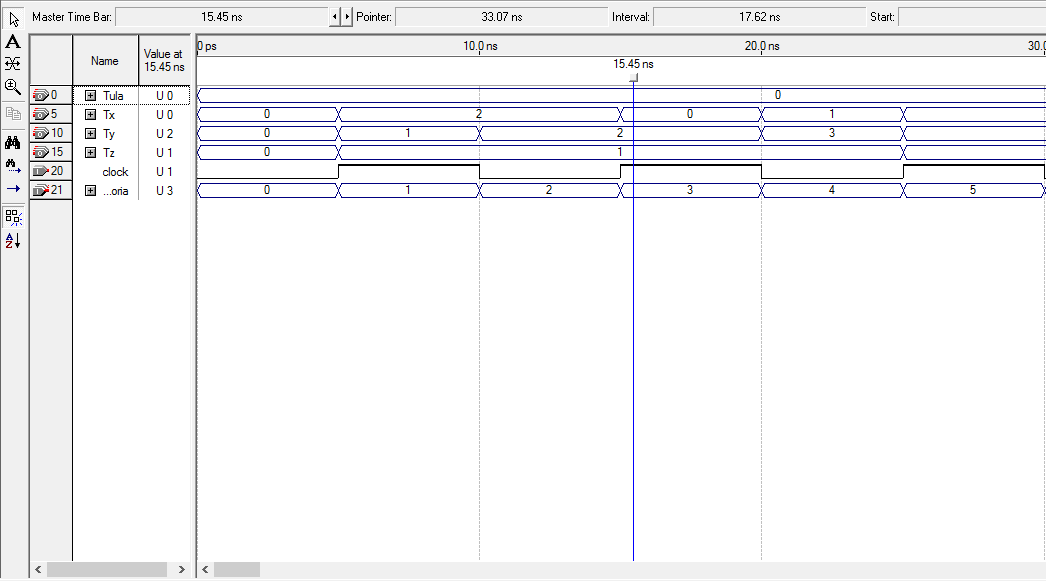 Master Time Bar: 15.45 ns Pointer: 33.07 ns Interval: 17.62 ns Start:
0 ps 10.0 ns 20.0 ns 30.0
Name Value at 15.45 ns
15.45 ns
0 Tula U 0 0
5 Tx U 0 0 2 0 1
10 Ty U 2 0 1 2 3
15 Tz U 1 0 1
20 clock U 1
21 ...oria U 3 0 1 2 3 4 5